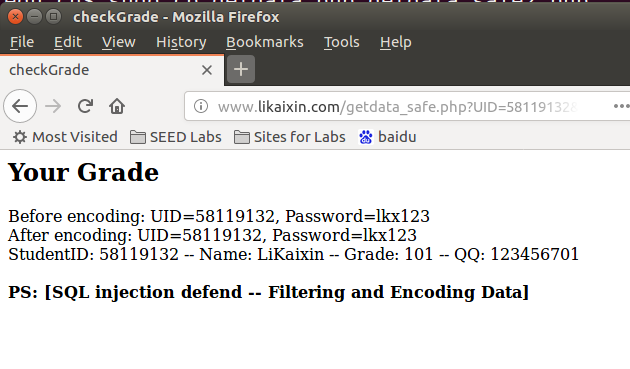 checkGrade - Mozilla Firefox
File Edit View History Bookmarks Tools Help
checkGrade
www.likaixin.com/getdata_safe.php?UID=58119132
Most Visited SEED Labs Sites for Labs baidu
Your Grade
Before encoding: UID=58119132, Password=lkx123
After encoding: UID=58119132, Password=lkx123
StudentID: 58119132 -- Name: LiKaixin -- Grade: 101 -- QQ: 123456701
PS: [SQL injection defend -- Filtering and Encoding Data]